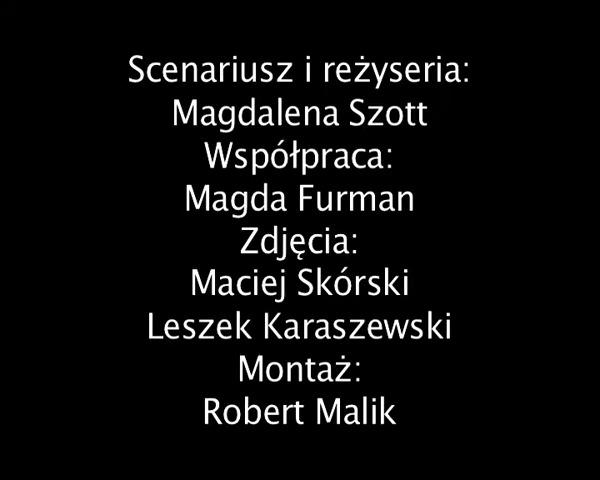 Scenariusz i reżyseria:
Magdalena Szott
Współpraca:
Magda Furman
Zdjęcia:
Maciej Skórski
Leszek Karaszewski
Montaż:
Robert Malik